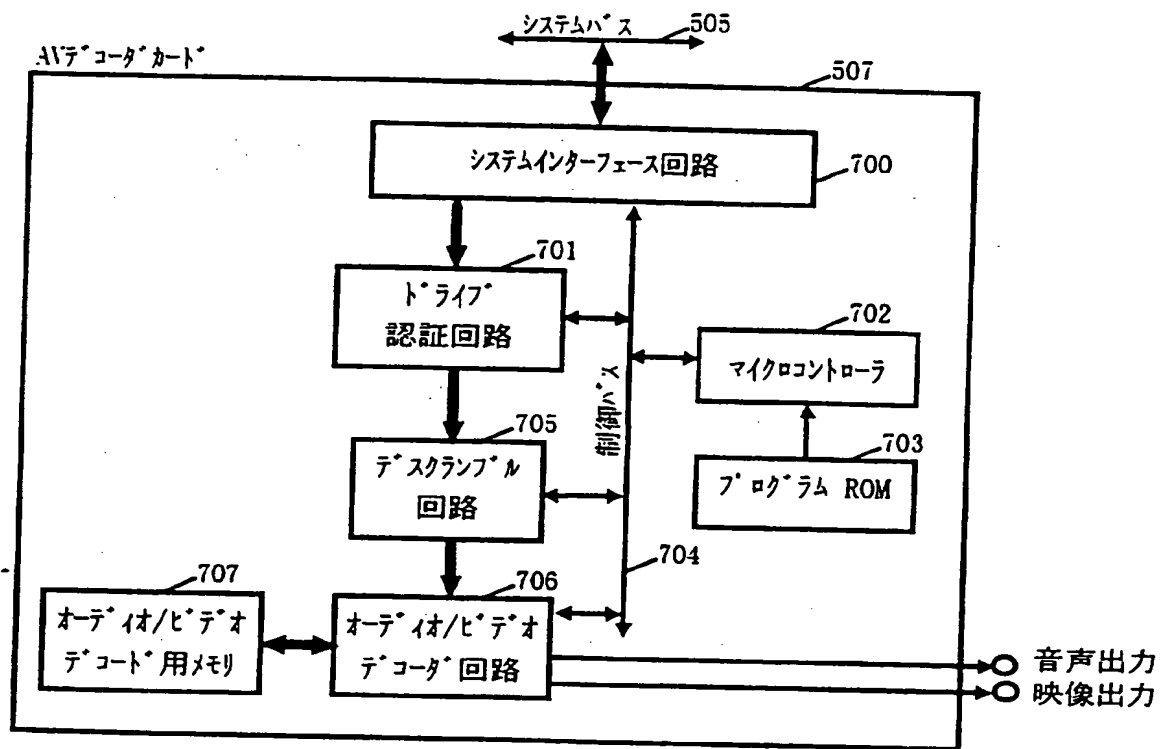 システムバス
505
AVデコーダカード
507
システムインターフェース回路
700
701
ドライブ
認証回路
702
マイクロコントローラ
制御バス
705
デスクランブル
回路
703
プログラム ROM
704
707
オーディオ/ビデオ
デコード用メモリ
706
オーディオ/ビデオ
デコーダ回路
音声出力
映像出力